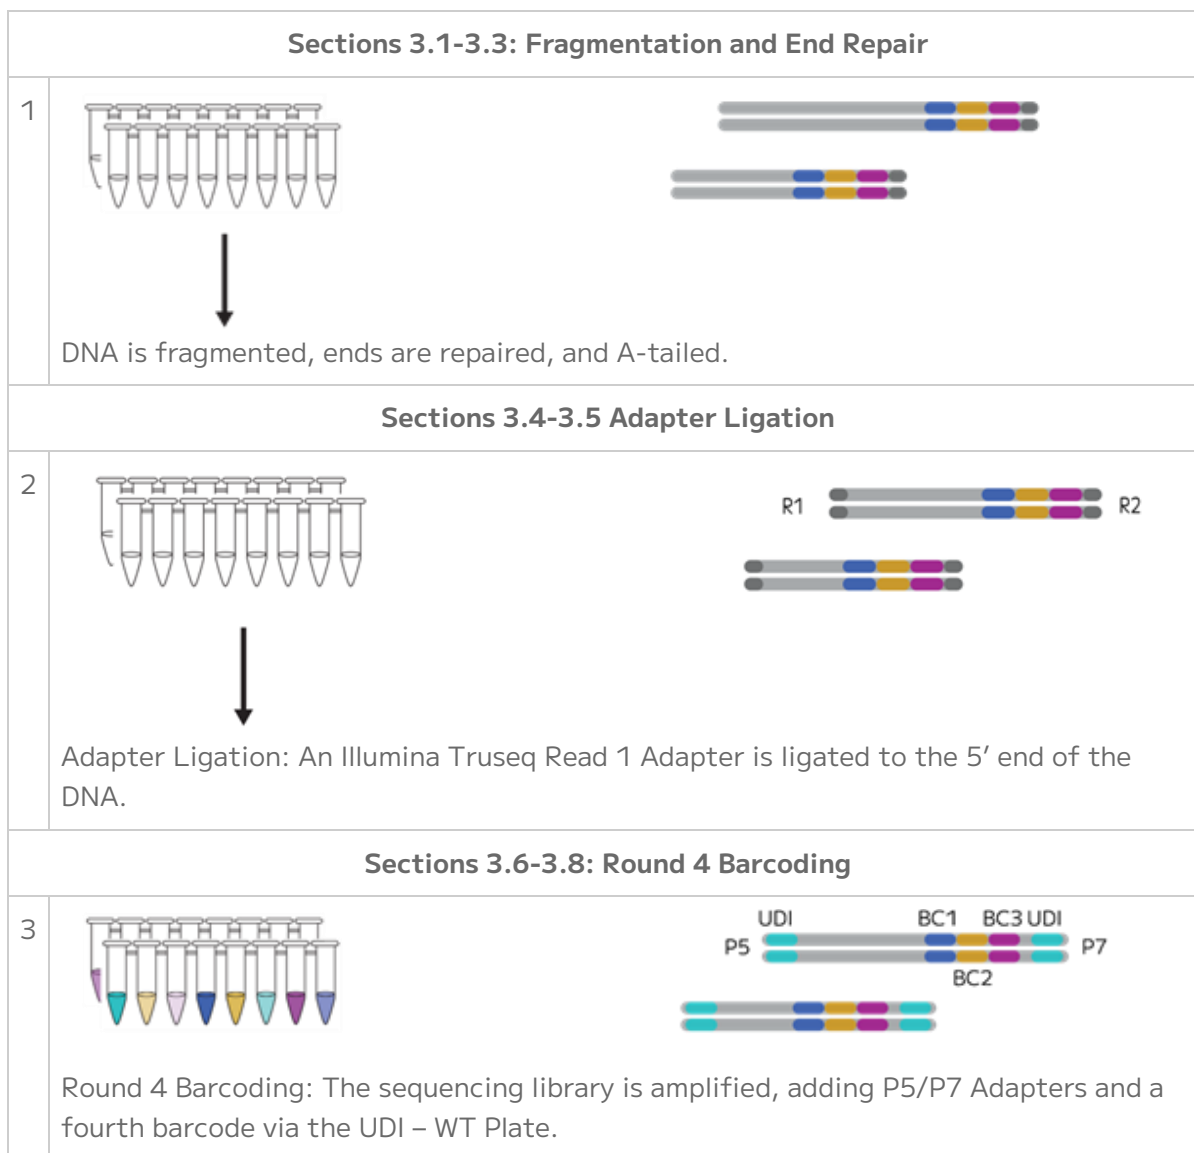 Sections 3.1-3.3: Fragmentation and End Repair
1
DNA is fragmented, ends are repaired, and A-tailed.
Sections 3.4-3.5 Adapter Ligation
2
R1
R2
Adapter Ligation: An Illumina Truseq Read 1 Adapter is ligated to the 5′ end of the
DNA.
Sections 3.6-3.8: Round 4 Barcoding
3
UDI BC1 BC3 UDI
P5 P7
BC2
Round 4 Barcoding: The sequencing library is amplified, adding P5/P7 Adapters and a
fourth barcode via the UDI – WT Plate.